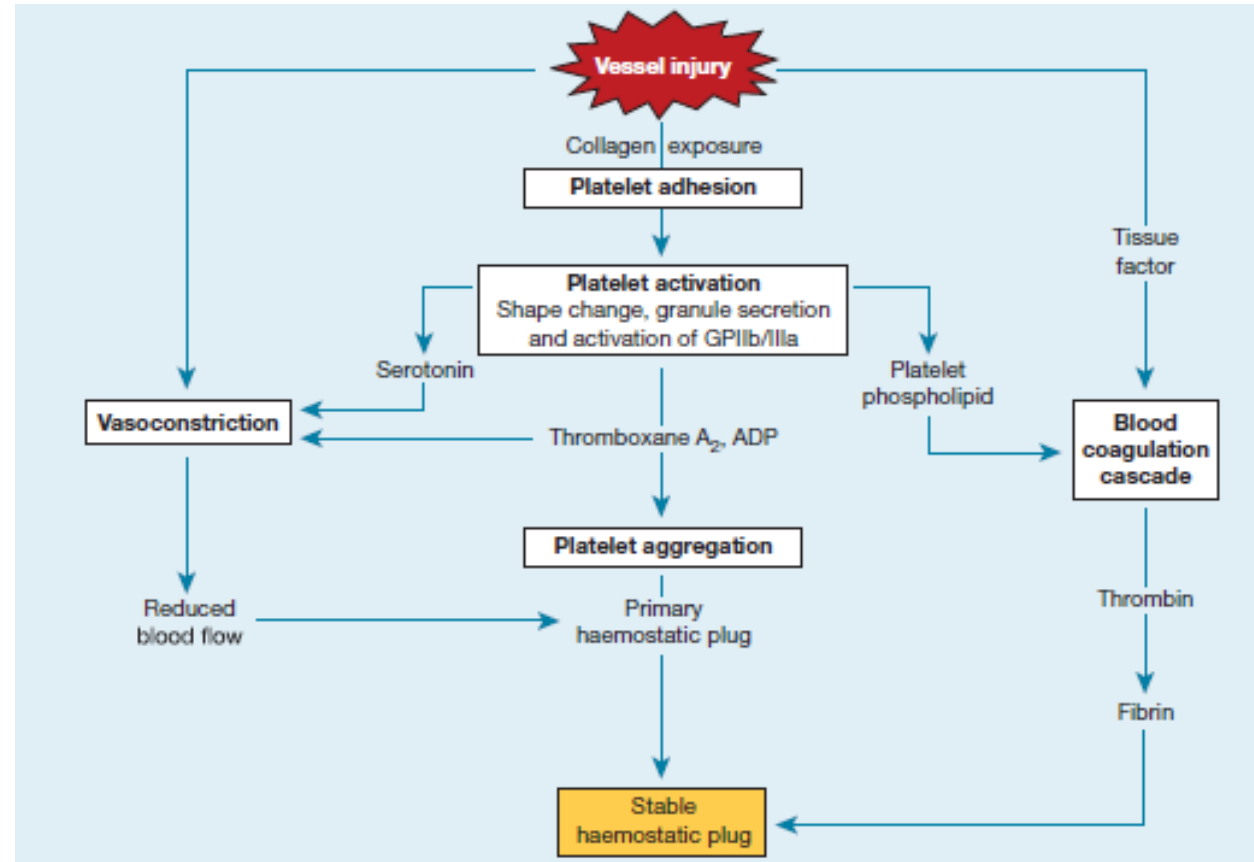 Vessel injury
Collagen exposure
Platelet adhesion
Tissue
factor
Platelet activation
Shape change, granule secretion
and activation of GPIIb/IIIa
Serotonin
Platelet
phospholipid
Vasoconstriction
Thromboxane A₂, ADP
Blood
coagulation
cascade
Platelet aggregation
Reduced
blood flow
Primary
haemostatic plug
Thrombin
Fibrin
Stable
haemostatic plug